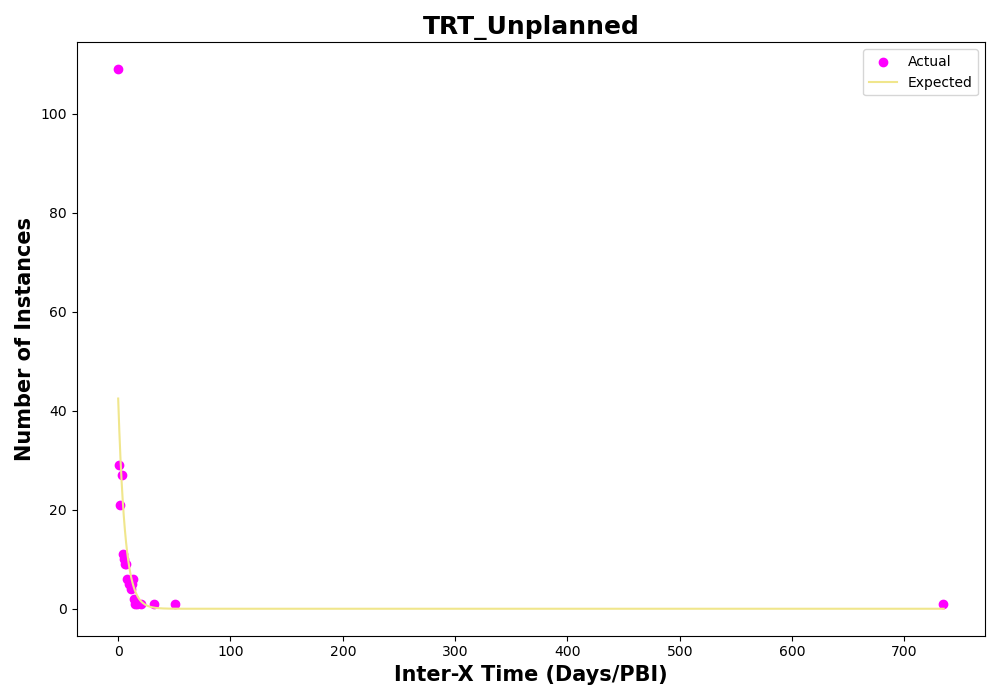 TRT_Unplanned
Actual
Expected
Number of Instances
100
80
60
40
20
0
0 100 200 300 400 500 600 700
Inter-X Time (Days/PBI)